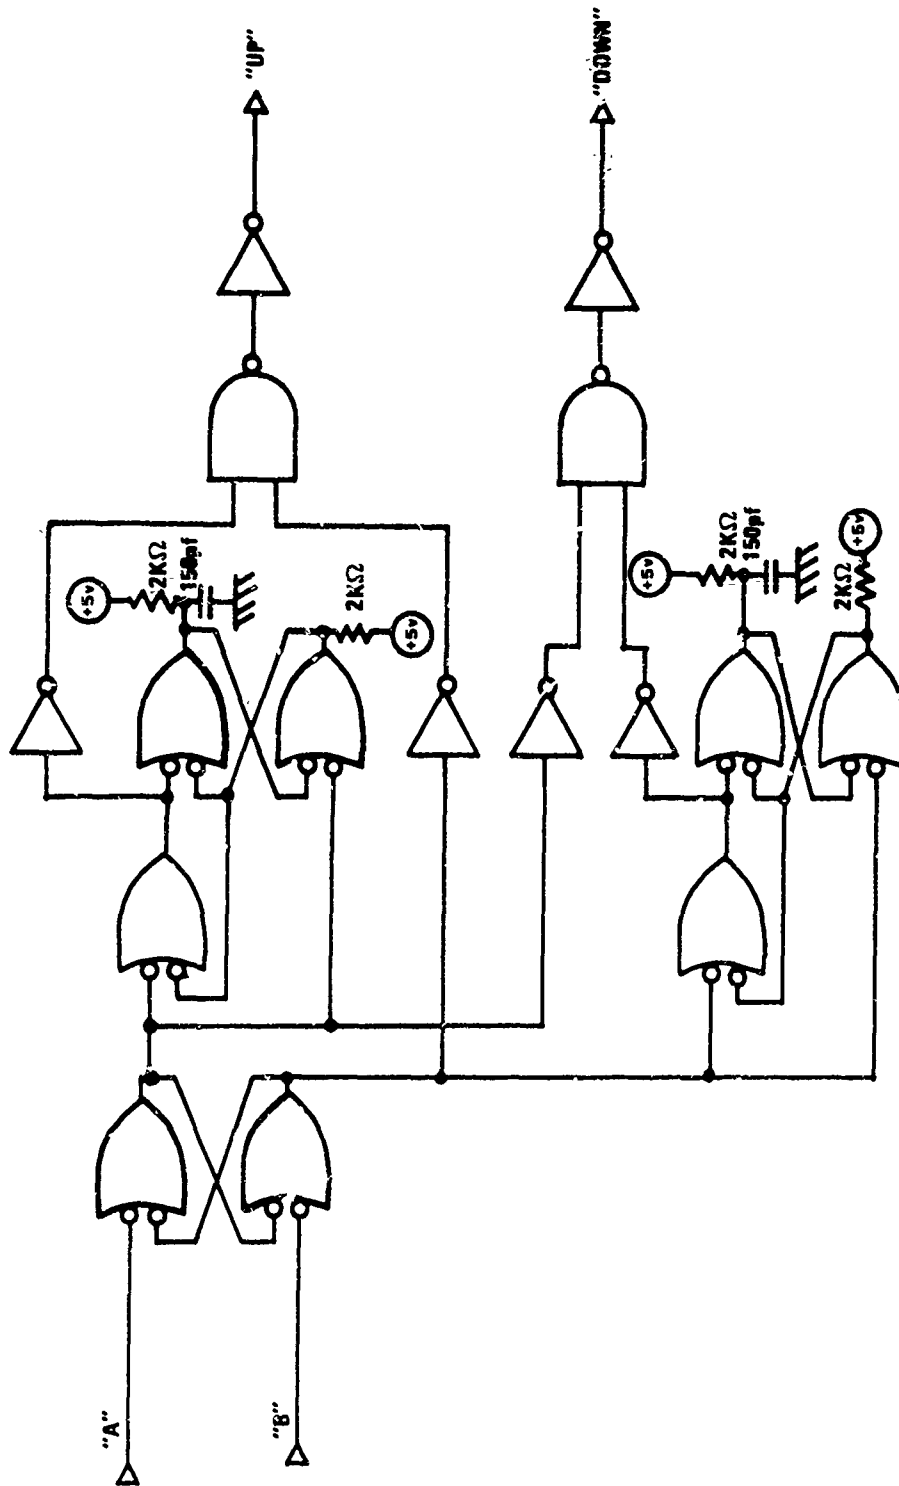 "UP"
"DOWN"
+5v
2KΩ
150pf
2KΩ
+5v
+5v
2KΩ
150pf
2KΩ
+5v
"A"
"B"